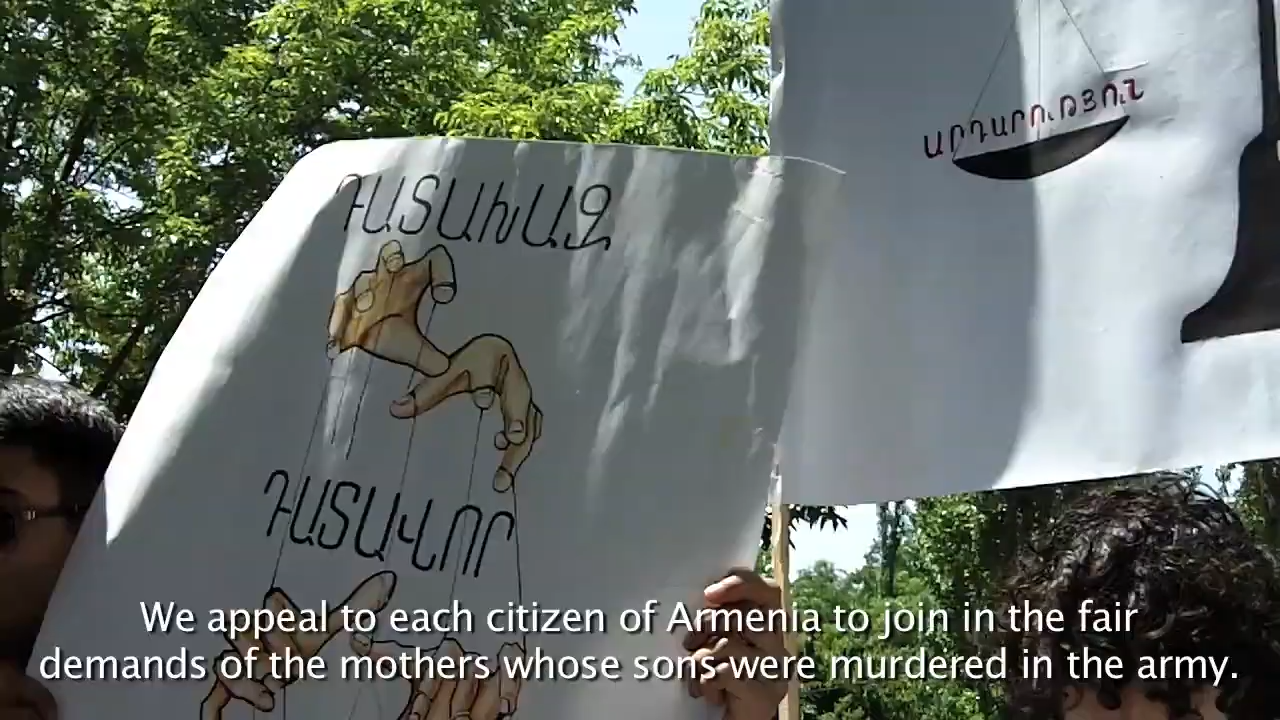 ԱՐԴԱՐՈՒԹՅՈՒՆ
ԴԱՏԱԽԱԶ
ԴԱՏԱՎՈՐ
We appeal to each citizen of Armenia to join in the fair
demands of the mothers whose sons were murdered in the army.